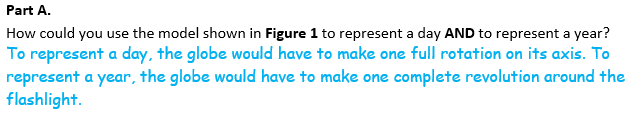 Part A.
How could you use the model shown in Figure 1 to represent a day AND to represent a year?
To represent a day, the globe would have to make one full rotation on its axis. To
represent a year, the globe would have to make one complete revolution around the
flashlight.